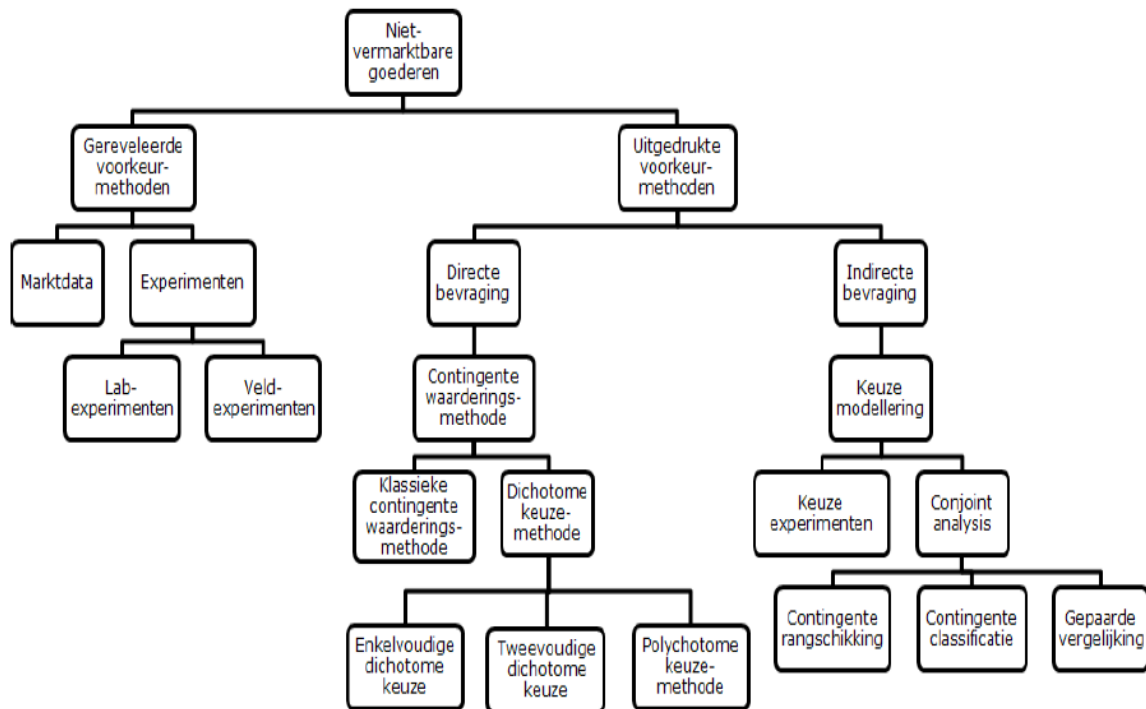 Niet-
vermarktbare
goederen
Gereveleerde
voorkeur-
methoden
Uitgedrukte
voorkeur-
methoden
Marktdata
Experimenten
Directe
bevraging
Indirecte
bevraging
Lab-
experimenten
Veld-
experimenten
Contingente
waarderings-
methode
Keuze
modellering
Klassieke
contingente
waarderings-
methode
Dichotome
keuze-
methode
Keuze
experimenten
Conjoint
analysis
Enkelvoudige
dichotome
keuze
Tweevoudige
dichotome
keuze
Polychotome
keuze-
methode
Contingente
rangschikking
Contingente
classificatie
Gepaarde
vergelijking